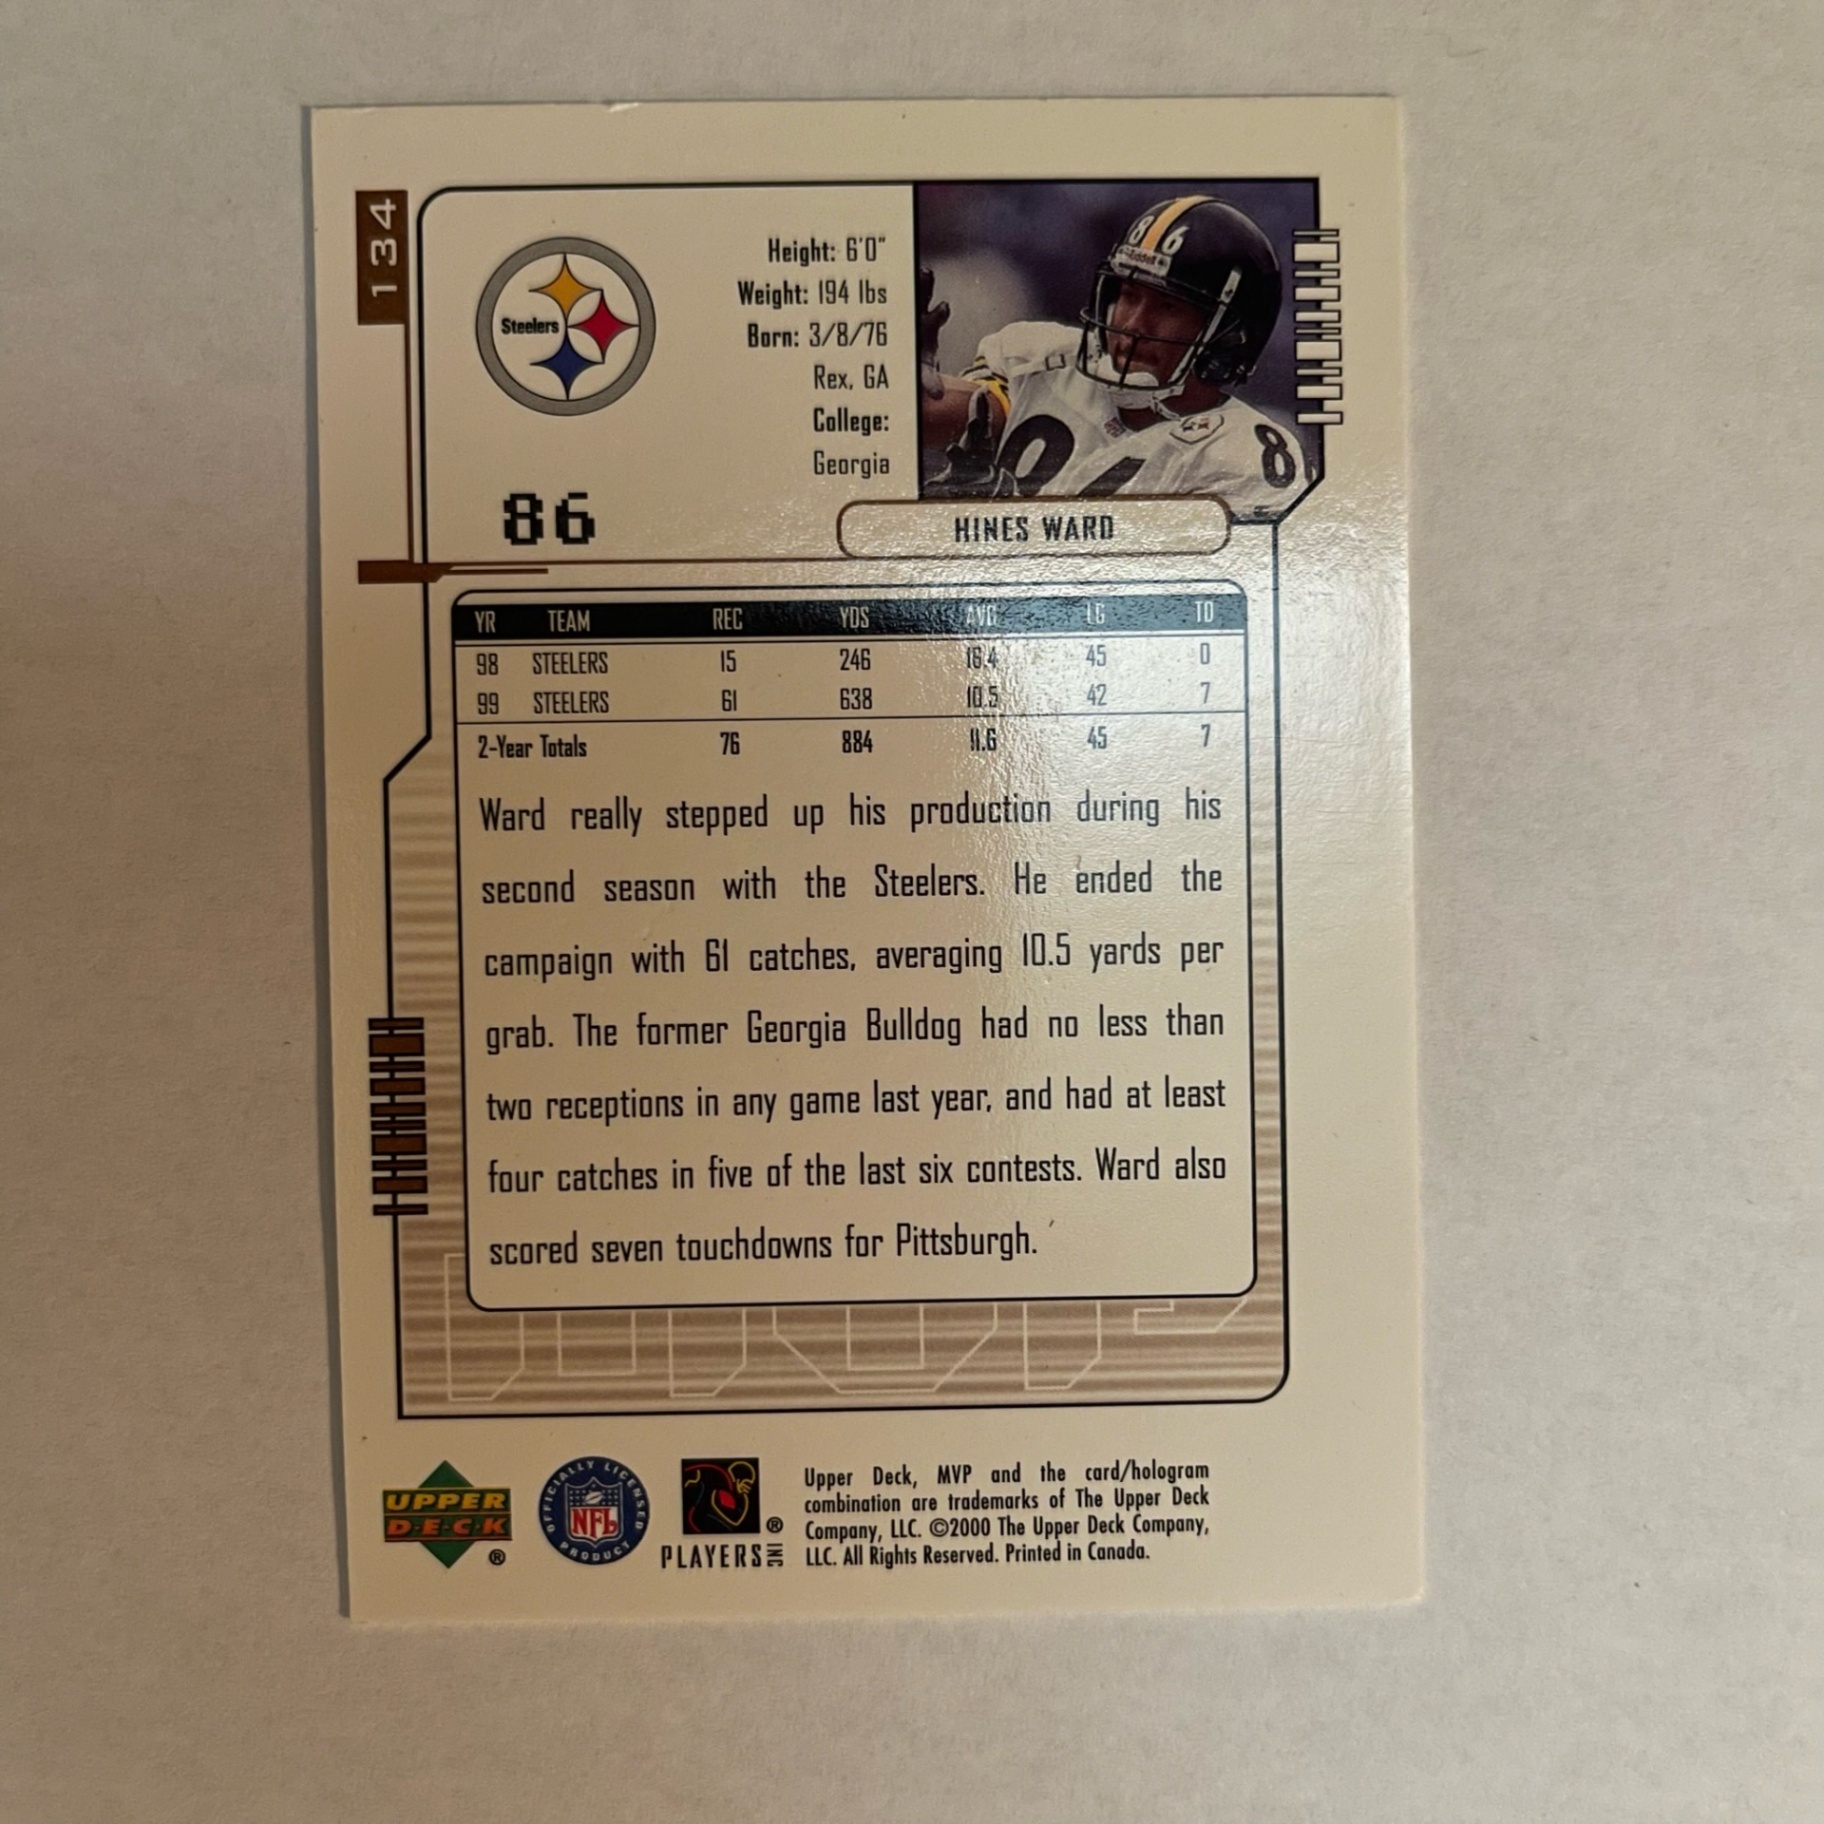 134
Steelers
Height: 6'0"
Weight: 194 lbs
Born: 3/8/76
Rex, GA
College:
Georgia
86
Riddell
86
8
86
HINES WARD
YR TEAM REC YDS AVG LG TD
98 STEELERS 15 246 16.4 45 0
99 STEELERS 61 638 10.5 42 7
2-Year Totals 76 884 11.6 45 7
Ward really stepped up his production during his
second season with the Steelers. He ended the
campaign with 61 catches, averaging 10.5 yards per
grab. The former Georgia Bulldog had no less than
two receptions in any game last year, and had at least
four catches in five of the last six contests. Ward also
scored seven touchdowns for Pittsburgh.
UPPER
DECK
®
OFFICIALLY LICENSED
NFL
PRODUCT
®
PLAYERS INC
Upper Deck, MVP and the card/hologram
combination are trademarks of The Upper Deck
Company, LLC. ©2000 The Upper Deck Company,
LLC. All Rights Reserved. Printed in Canada.